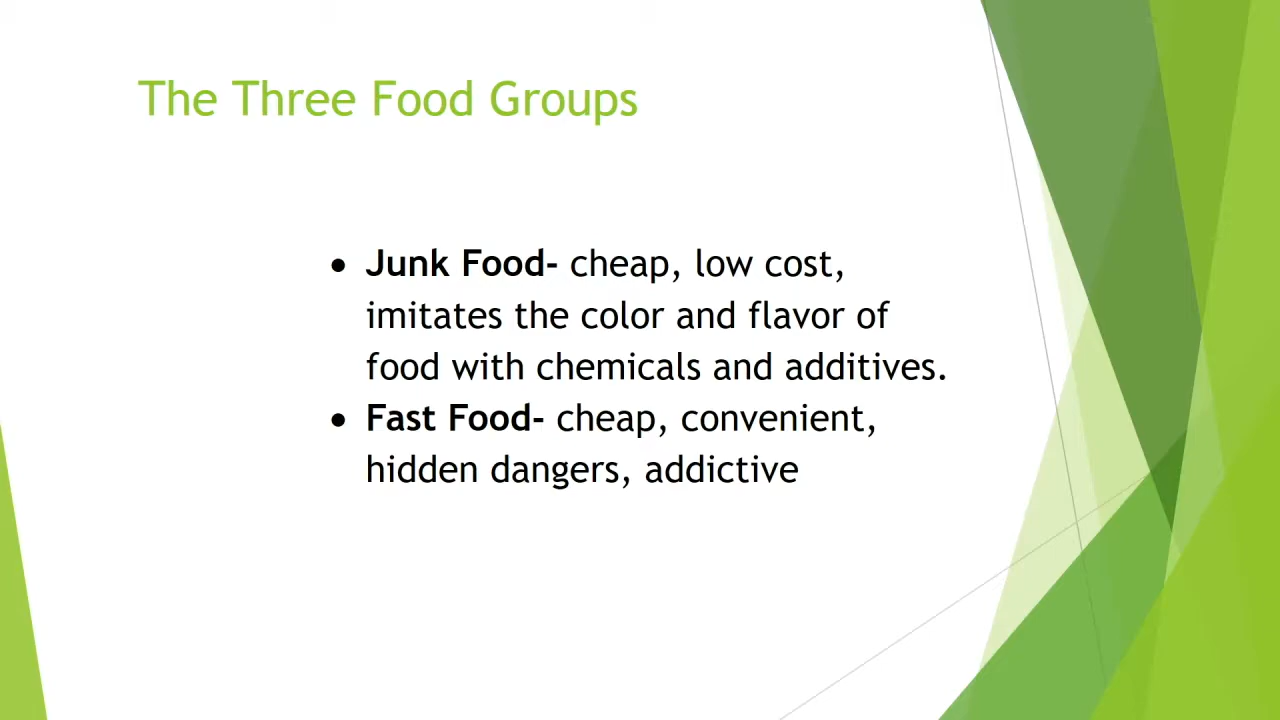 The Three Food Groups
• Junk Food- cheap, low cost,
imitates the color and flavor of
food with chemicals and additives.
• Fast Food- cheap, convenient,
hidden dangers, addictive